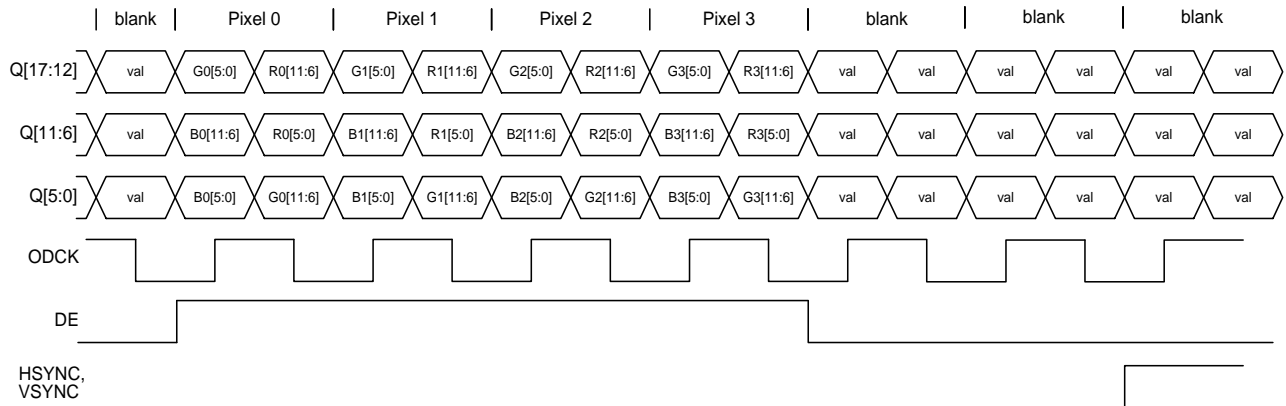 blank Pixel 0 Pixel 1 Pixel 2 Pixel 3 blank blank blank
Q[17:12] val G0[5:0] R0[11:6] G1[5:0] R1[11:6] G2[5:0] R2[11:6] G3[5:0] R3[11:6] val val val val val val
Q[11:6] val B0[11:6] R0[5:0] B1[11:6] R1[5:0] B2[11:6] R2[5:0] B3[11:6] R3[5:0] val val val val val val
Q[5:0] val B0[5:0] G0[11:6] B1[5:0] G1[11:6] B2[5:0] G2[11:6] B3[5:0] G3[11:6] val val val val val val
ODCK
DE
HSYNC,
VSYNC